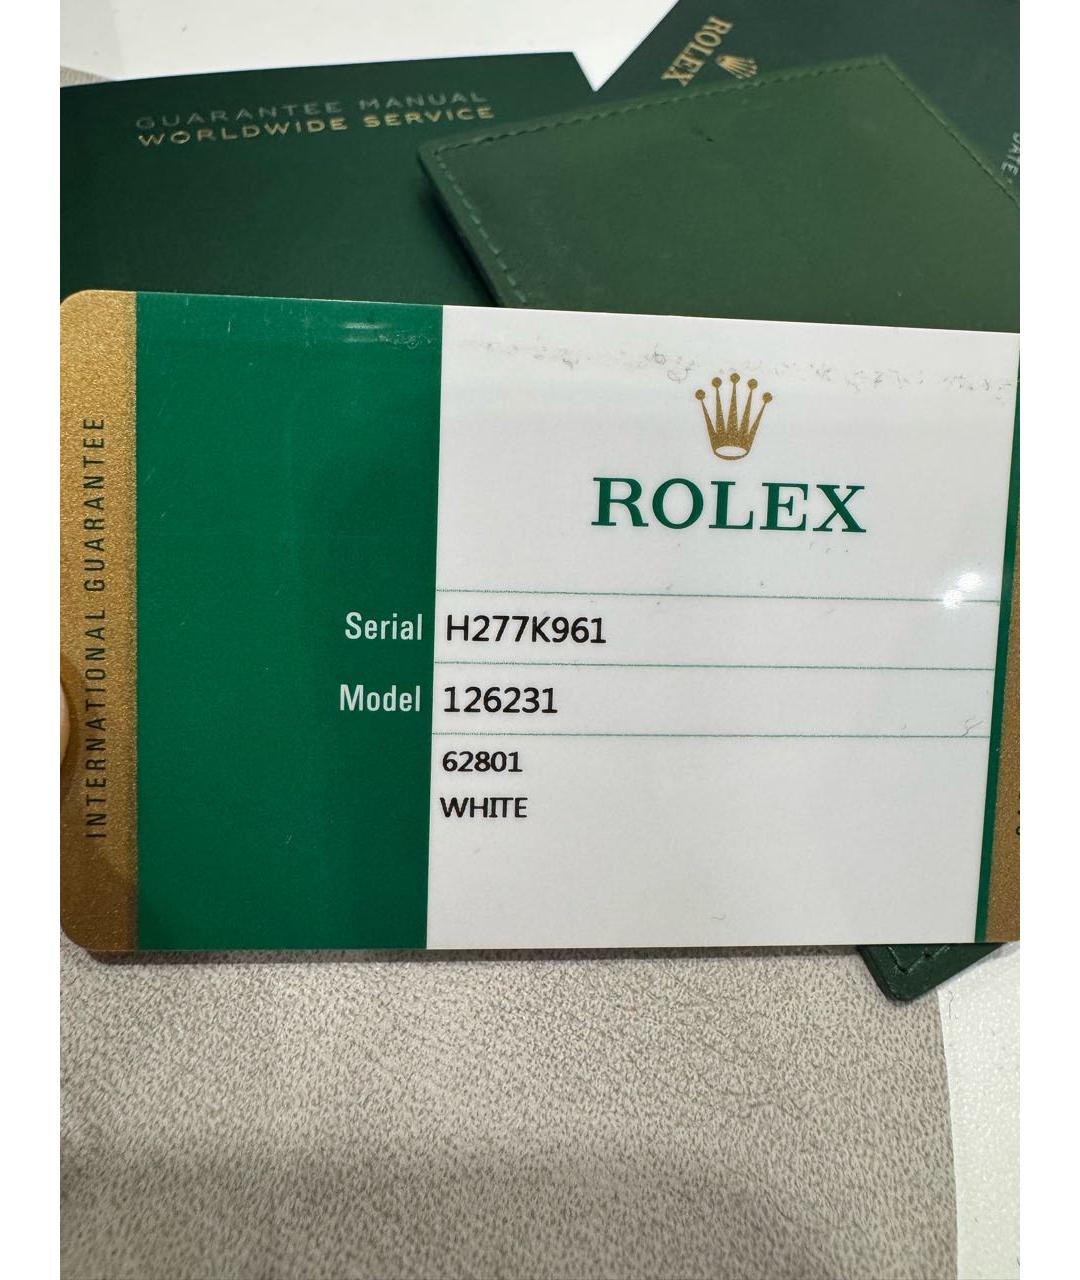 ROLEX
GUARANTEE MANUAL
WORLDWIDE SERVICE
INTERNATIONAL GUARANTEE
ROLEX
Serial H277K961
Model 126231
62801
WHITE